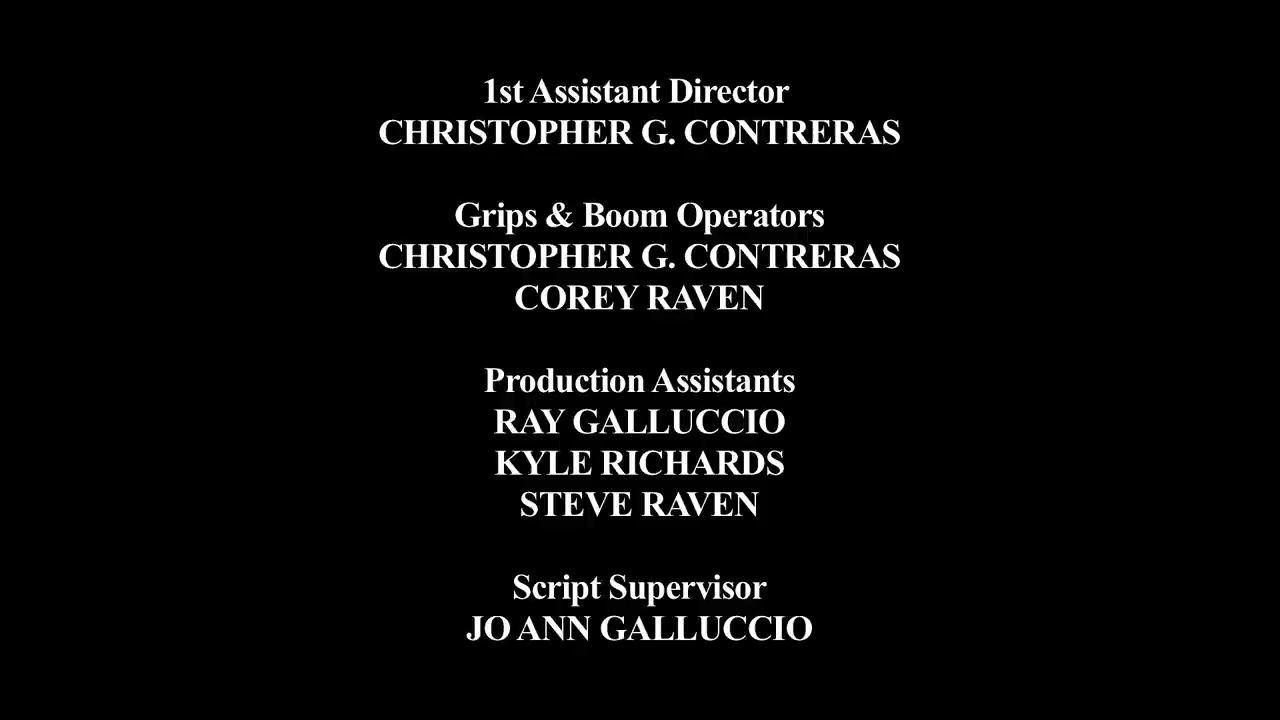 1st Assistant Director
CHRISTOPHER G. CONTRERAS
Grips & Boom Operators
CHRISTOPHER G. CONTRERAS
COREY RAVEN
Production Assistants
RAY GALLUCCIO
KYLE RICHARDS
STEVE RAVEN
Script Supervisor
JO ANN GALLUCCIO